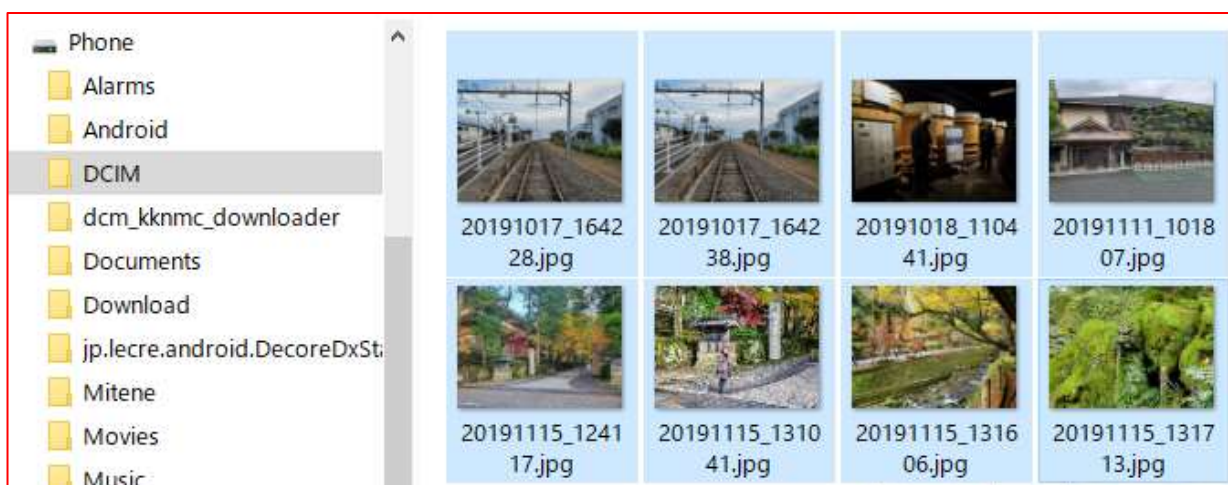 Phone
Alarms
Android
DCIM
dcm_kknmc_downloader
Documents
Download
jp.lecre.android.DecoreDxSt
Mitene
Movies
Music
20191017_1642
28.jpg
20191017_1642
38.jpg
20191018_1104
41.jpg
20191111_1018
07.jpg
20191115_1241
17.jpg
20191115_1310
41.jpg
20191115_1316
06.jpg
20191115_1317
13.jpg